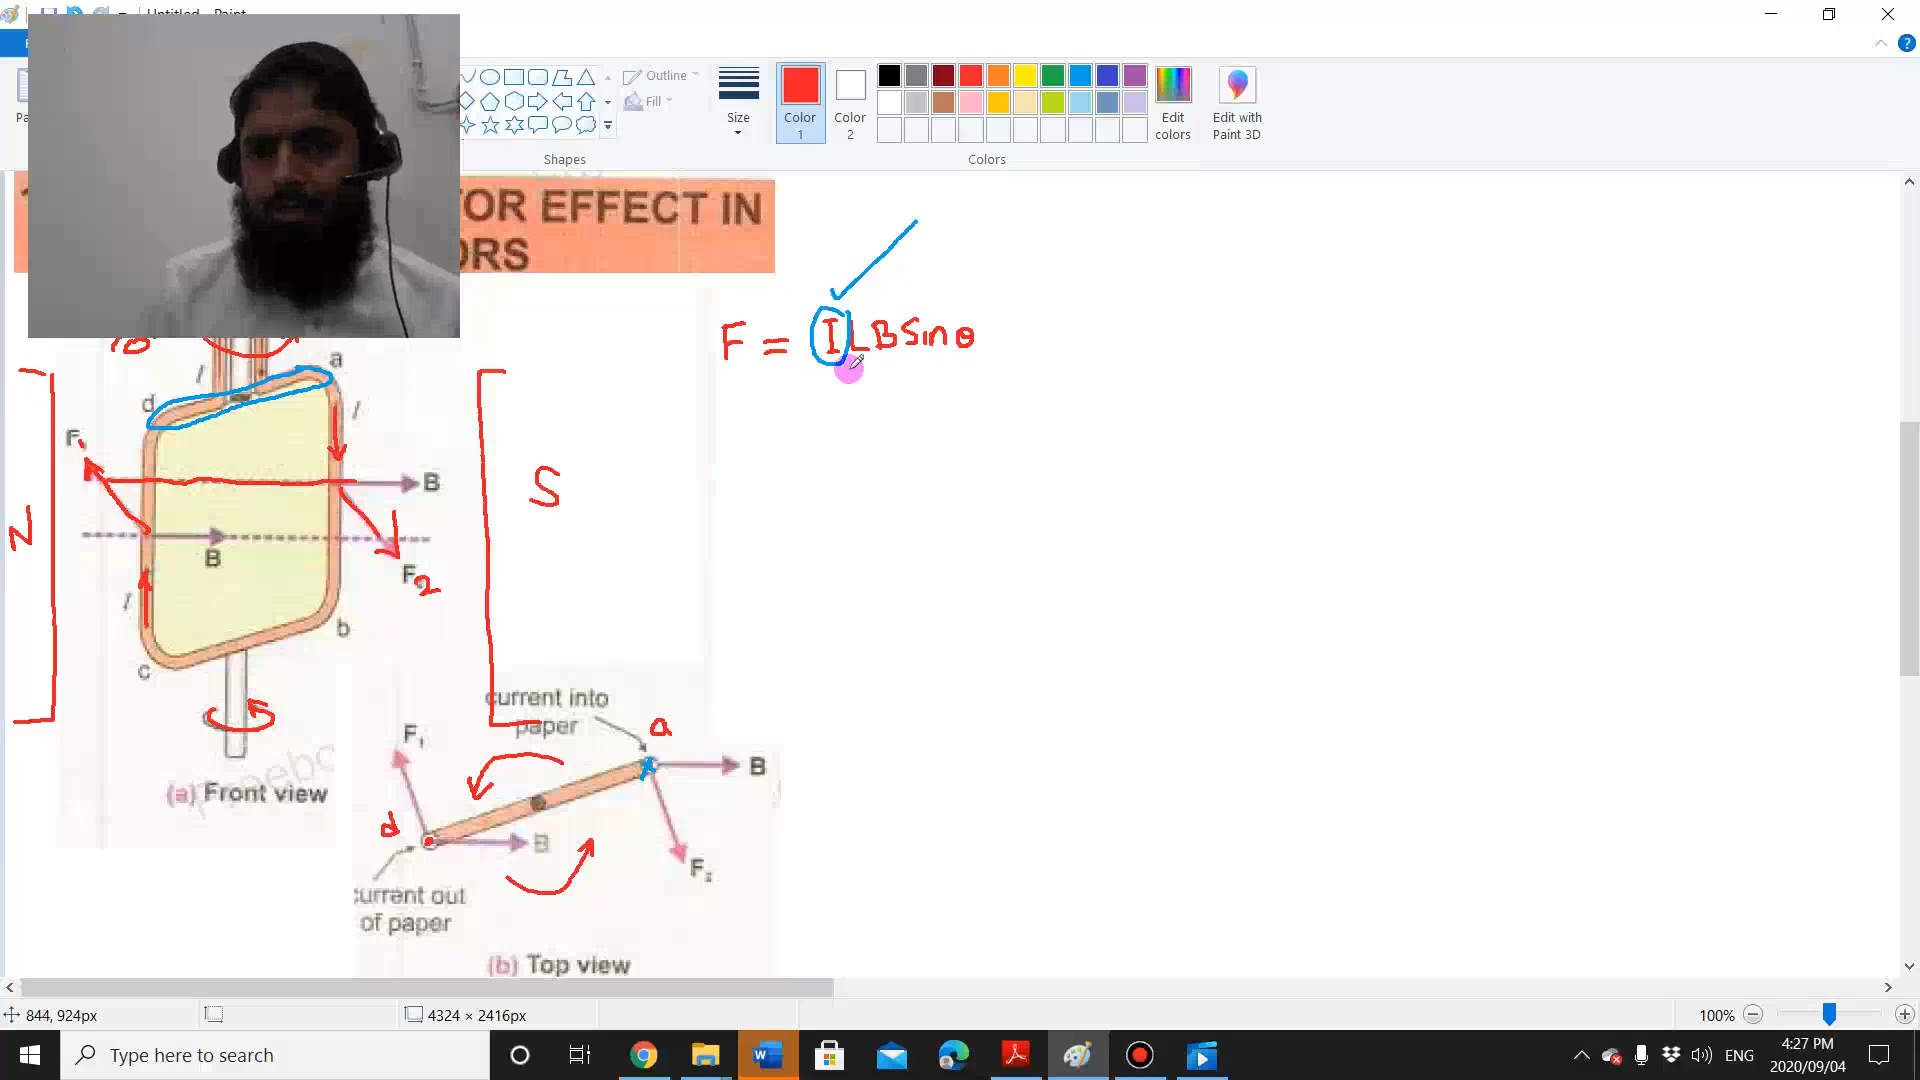 Untitled - Paint
Outline
Fill
Shapes
Size
Color
1
Color
2
Edit
colors
Edit with
Paint 3D
Colors
OR EFFECT IN
ORS
F = ILBSinθ
l
a
d
l
F1
B
N
S
B
F2
l
b
c
(a) Front view
current into
paper
a
F1
B
d
B
F2
current out
of paper
(b) Top view
844, 924px
4324 × 2416px
100%
Type here to search
ENG
4:27 PM
2020/09/04